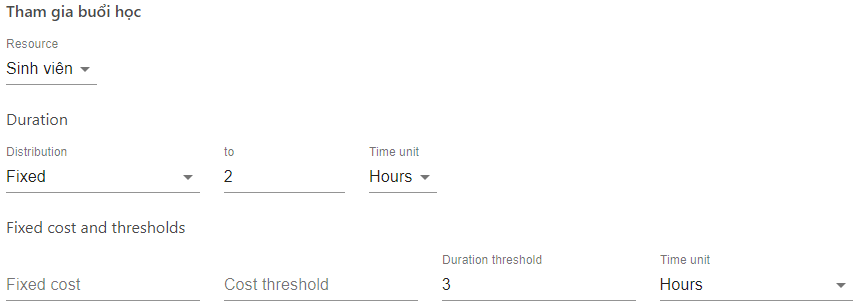 Tham gia buổi học
Resource
Sinh viên
Duration
Distribution to Time unit
Fixed 2 Hours
Fixed cost and thresholds
Duration threshold Time unit
Fixed cost Cost threshold 3 Hours